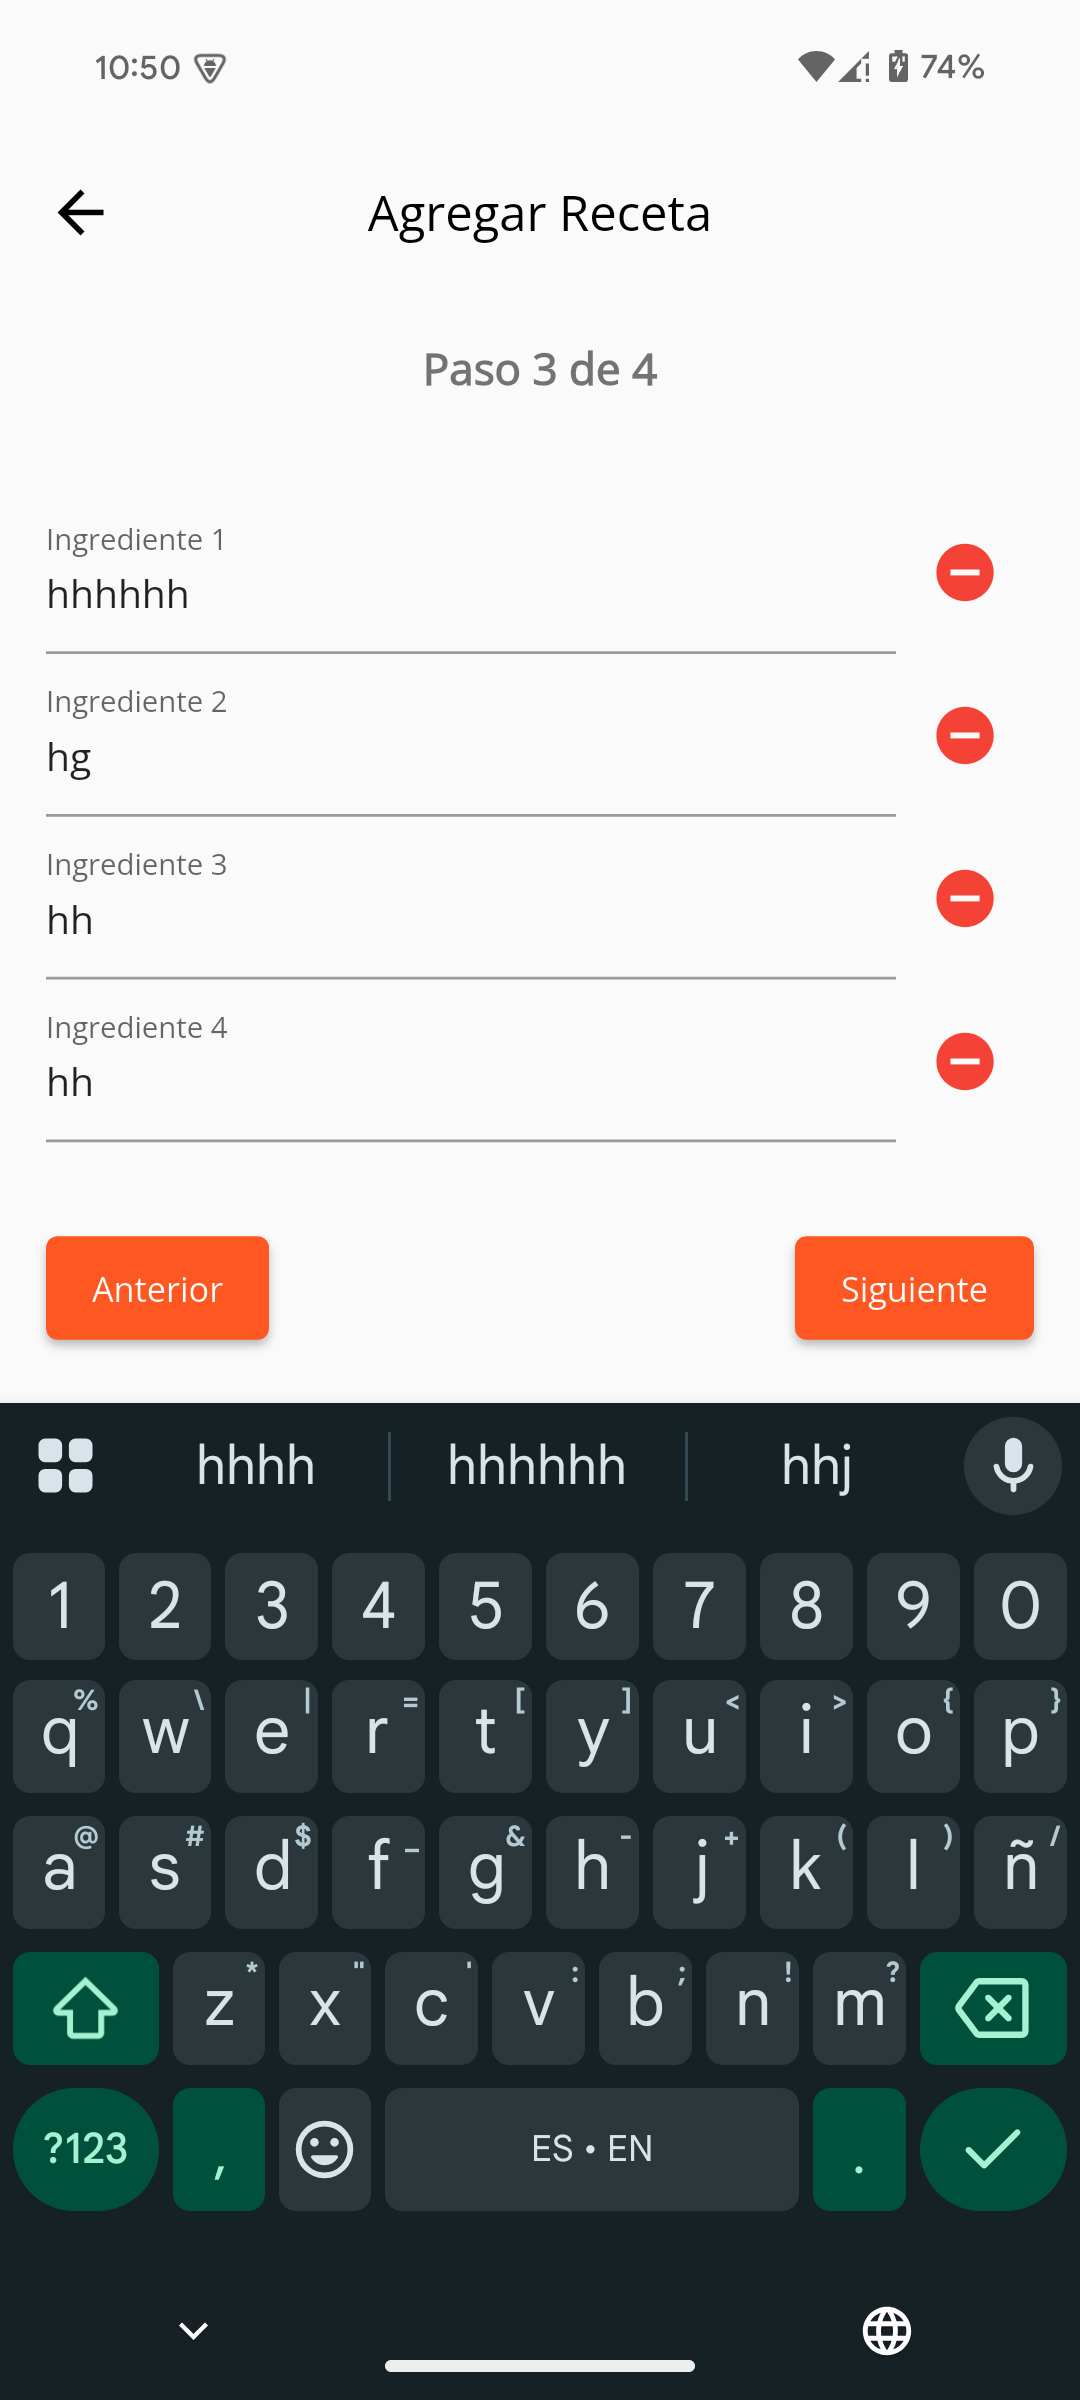 10:50 74%
Agregar Receta
Paso 3 de 4
Ingrediente 1
hhhhhh
Ingrediente 2
hg
Ingrediente 3
hh
Ingrediente 4
hh
Anterior Siguiente
hhhh hhhhhh hhj
1 2 3 4 5 6 7 8 9 0
% \ | = [ ] < > { }
q w e r t y u i o p
@ # $ _ & - + ( ) /
a s d f g h j k l ñ
* " ' : ; ! ?
z x c v b n m
?123 , ES • EN .